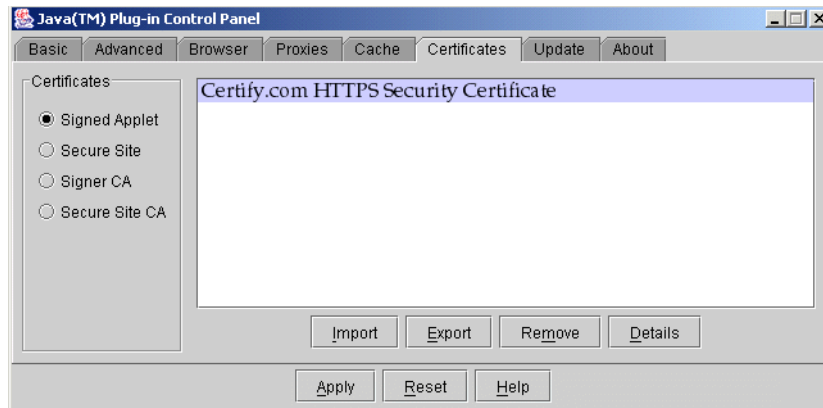 Java(TM) Plug-in Control Panel
Basic Advanced Browser Proxies Cache Certificates Update About
Certificates
Certify.com HTTPS Security Certificate
Signed Applet
Secure Site
Signer CA
Secure Site CA
Import Export Remove Details
Apply Reset Help